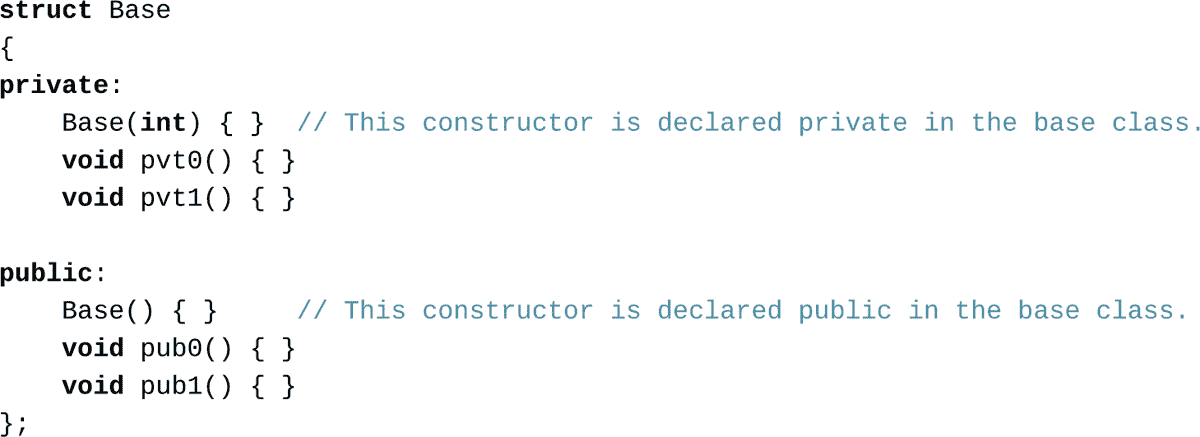 struct Base
{
private:
    Base(int) { }  // This constructor is declared private in the base class.
    void pvt0() { }
    void pvt1() { }

public:
    Base() { }     // This constructor is declared public in the base class.
    void pub0() { }
    void pub1() { }
};